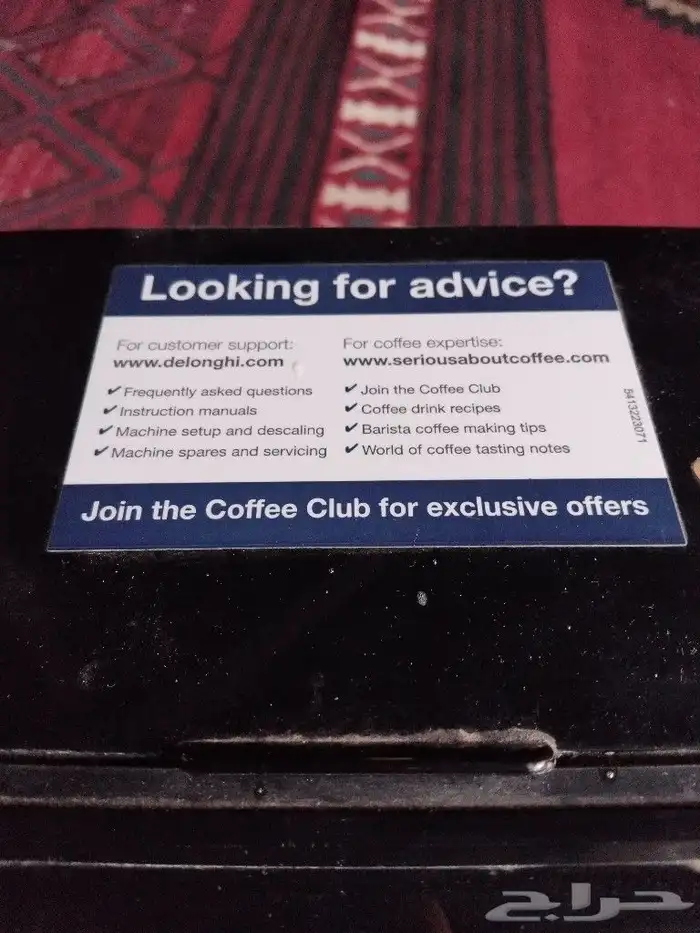 Looking for advice?
For customer support:
www.delonghi.com
✔ Frequently asked questions
✔ Instruction manuals
✔ Machine setup and descaling
✔ Machine spares and servicing
For coffee expertise:
www.seriousaboutcoffee.com
✔ Join the Coffee Club
✔ Coffee drink recipes
✔ Barista coffee making tips
✔ World of coffee tasting notes
5413223071
Join the Coffee Club for exclusive offers
حراج